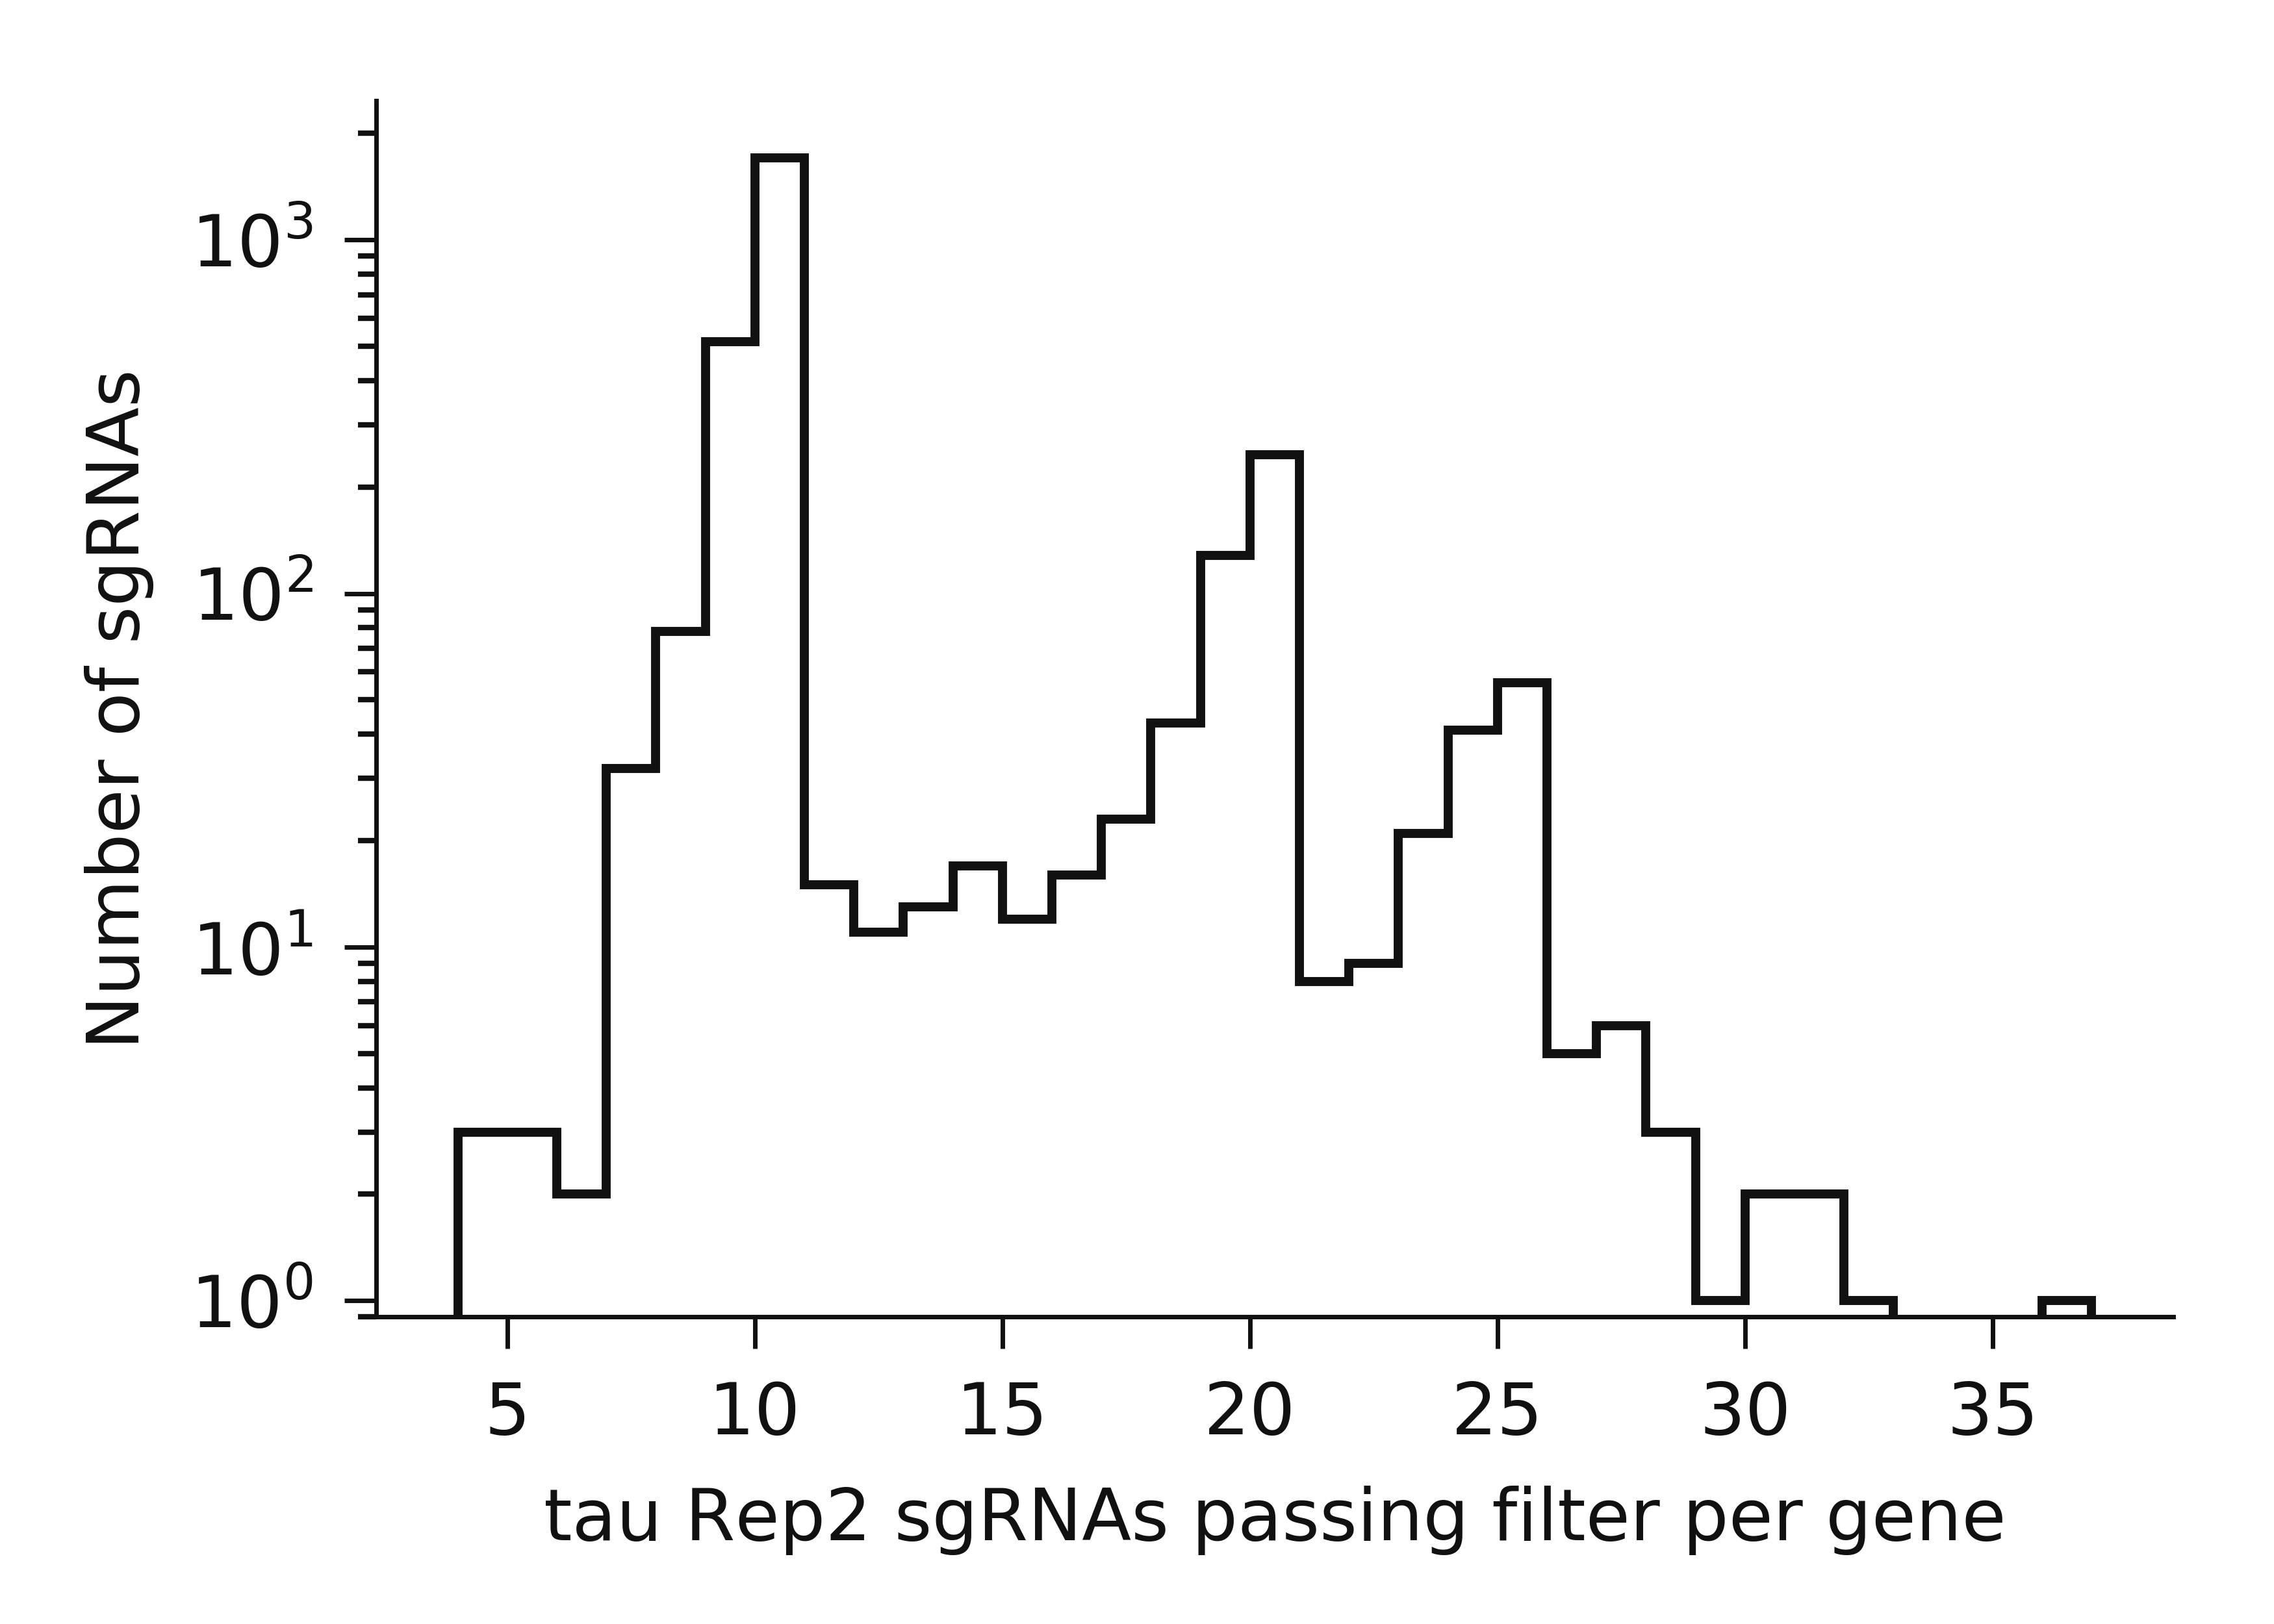 Number of sgRNAs
10³
10²
10¹
10⁰
5 10 15 20 25 30 35
tau Rep2 sgRNAs passing filter per gene